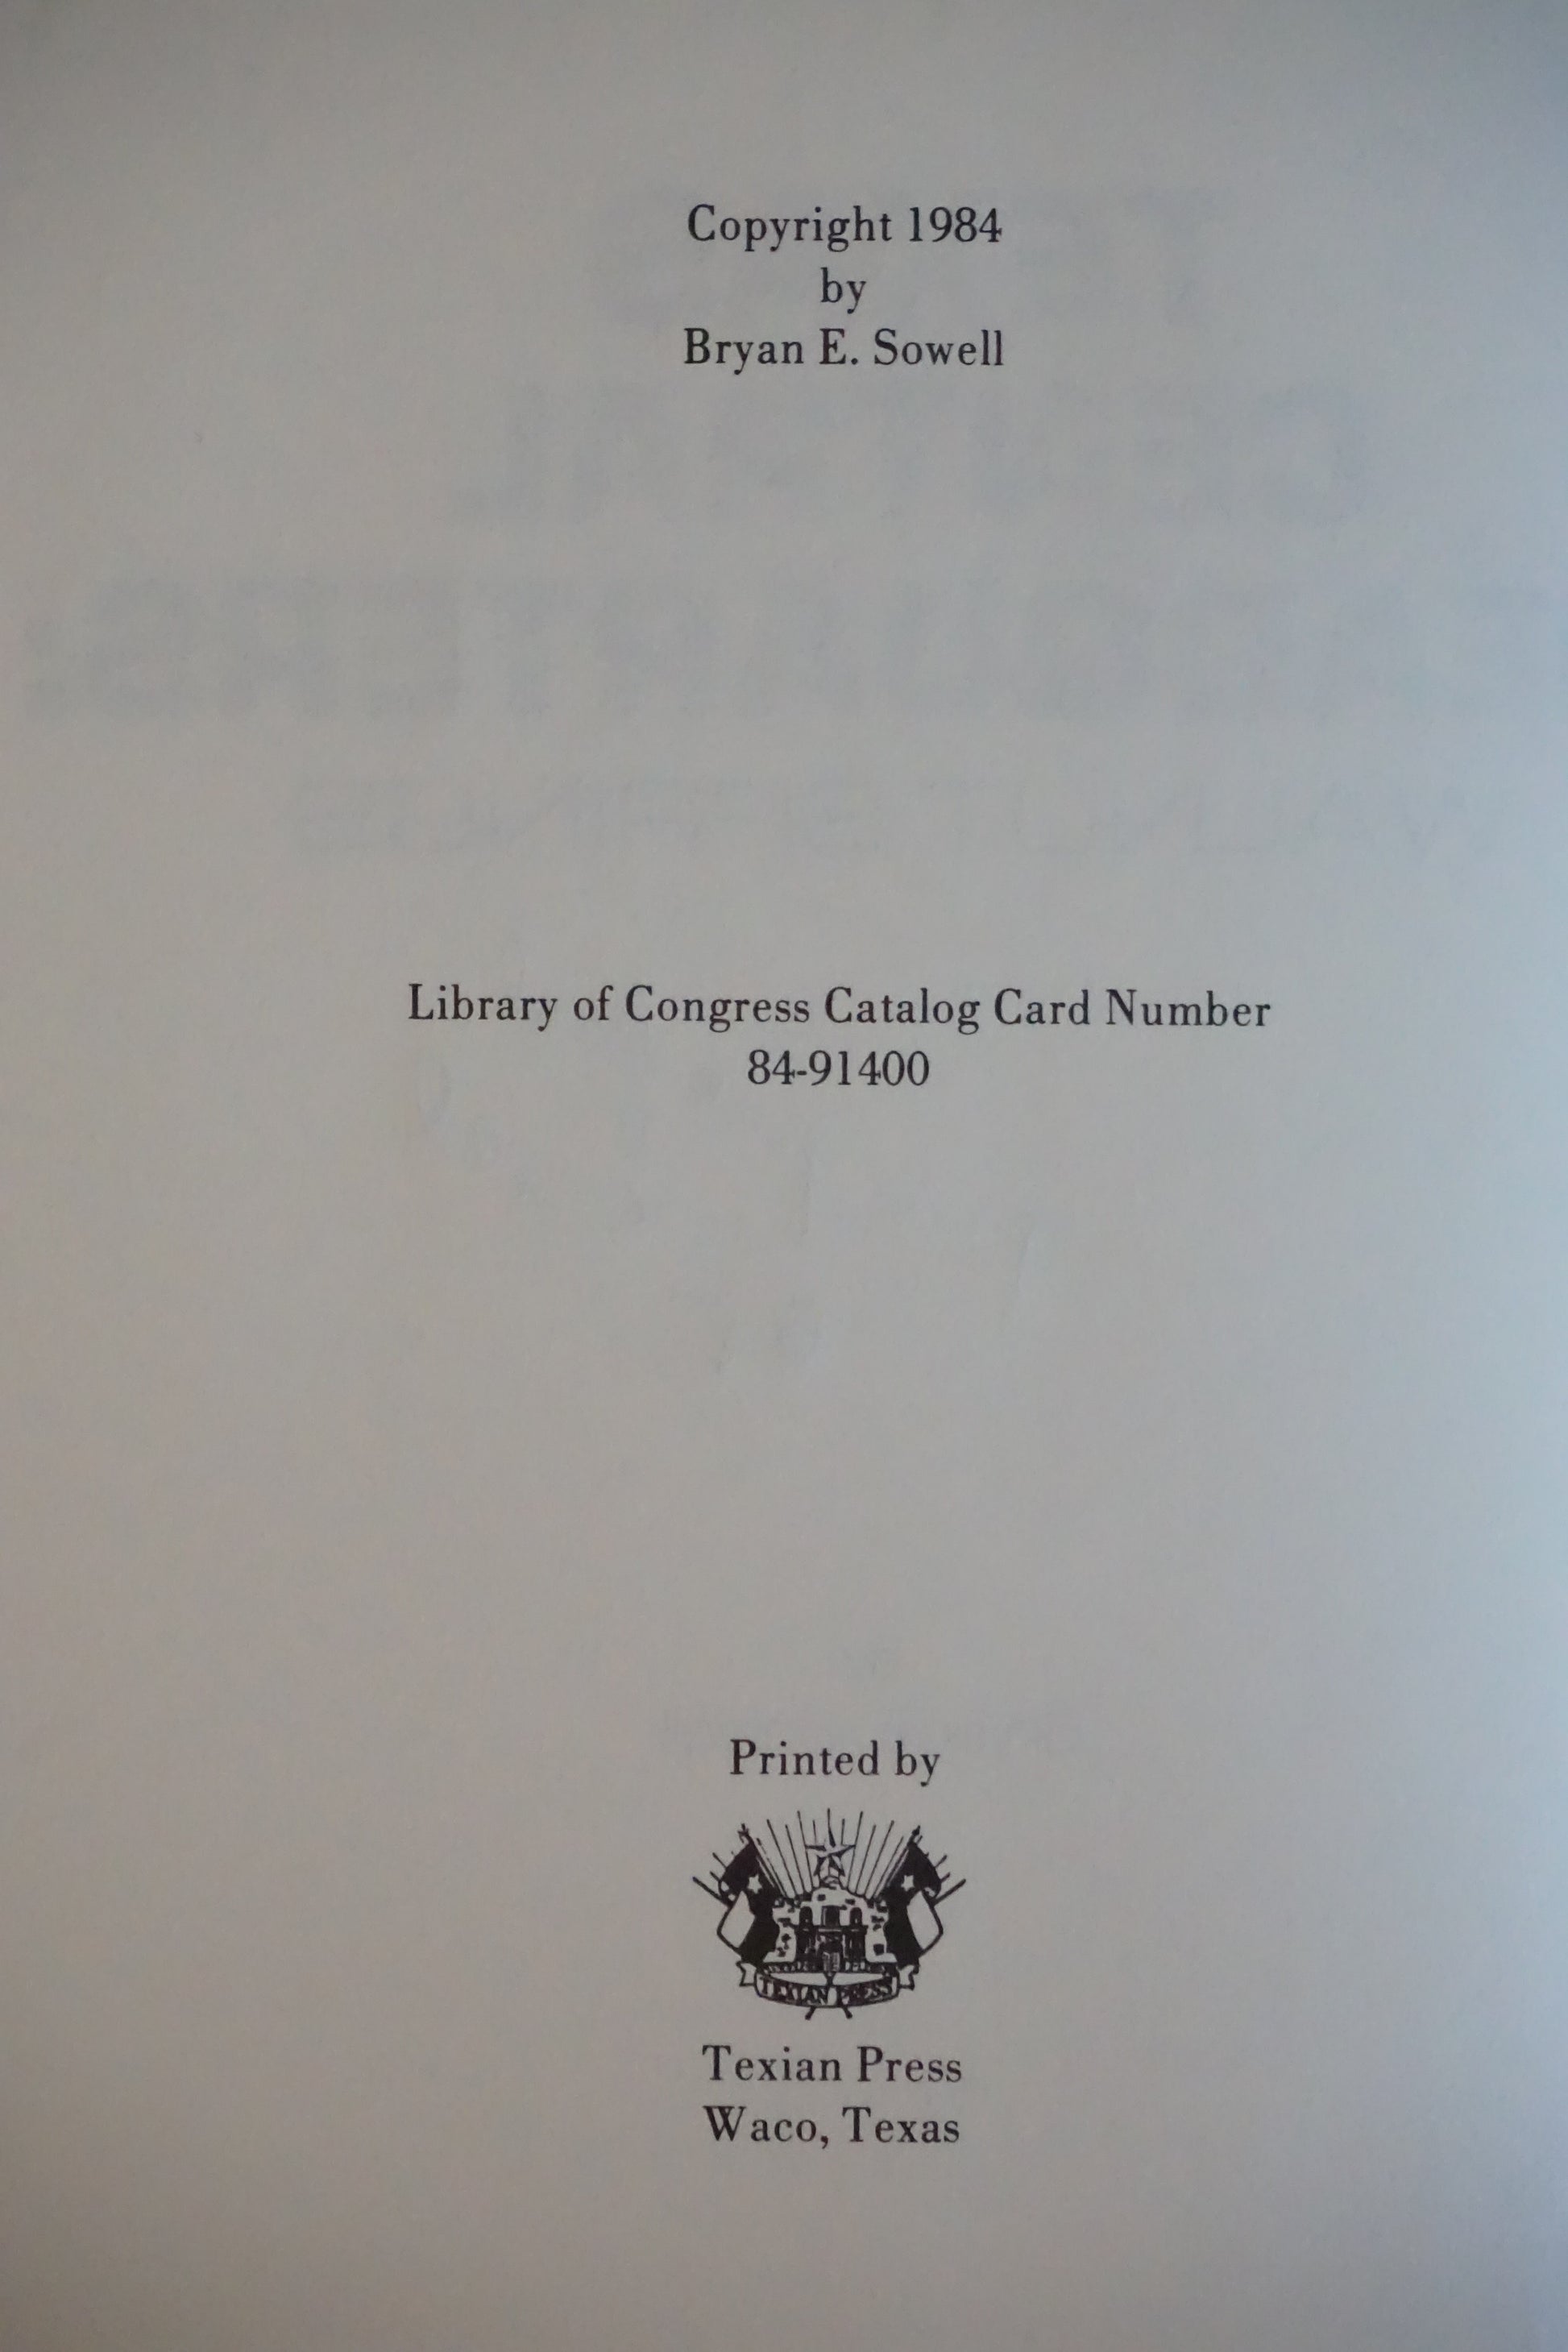 Copyright 1984
by
Bryan E. Sowell
Library of Congress Catalog Card Number
84-91400
Printed by
TEXIAN PRESS
Texian Press
Waco, Texas